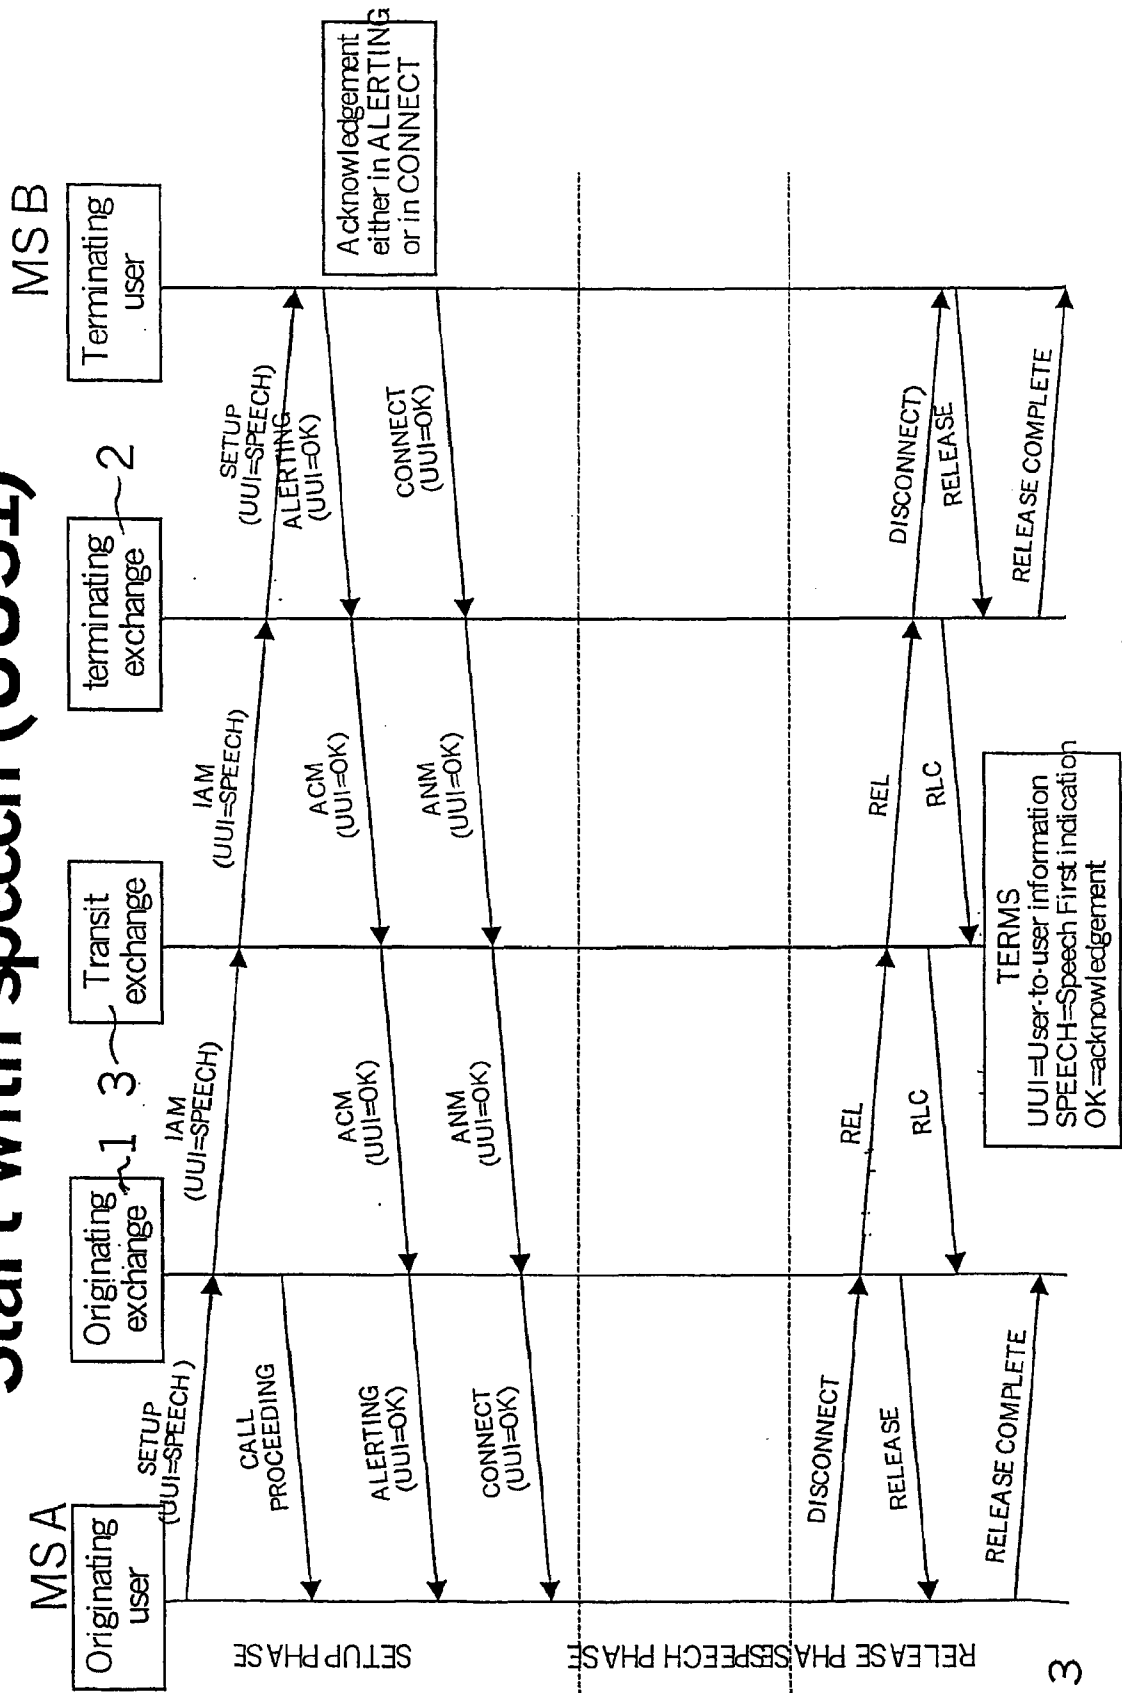 Start with speech (UUS1)
MS A
MS B
Originating
user
Originating
exchange
1
3
Transit
exchange
terminating
exchange
2
Terminating
user
SETUP
(UUI=SPEECH)
IAM
(UUI=SPEECH)
IAM
(UUI=SPEECH)
SETUP
(UUI=SPEECH)
CALL
PROCEEDING
ALERTING
(UUI=OK)
ACM
(UUI=OK)
ACM
(UUI=OK)
ALERTING
(UUI=OK)
Acknowledgement
either in ALERTING
or in CONNECT
CONNECT
(UUI=OK)
ANM
(UUI=OK)
ANM
(UUI=OK)
CONNECT
(UUI=OK)
SETUP PHASE
SPEECH PHASE
RELEASE PHASE
DISCONNECT
REL
REL
DISCONNECT)
RELEASE
RLC
RLC
RELEASE
RELEASE COMPLETE
RELEASE COMPLETE
TERMS
UUI=User-to-user information
SPEECH=Speech First indication
OK=acknowledgement
3